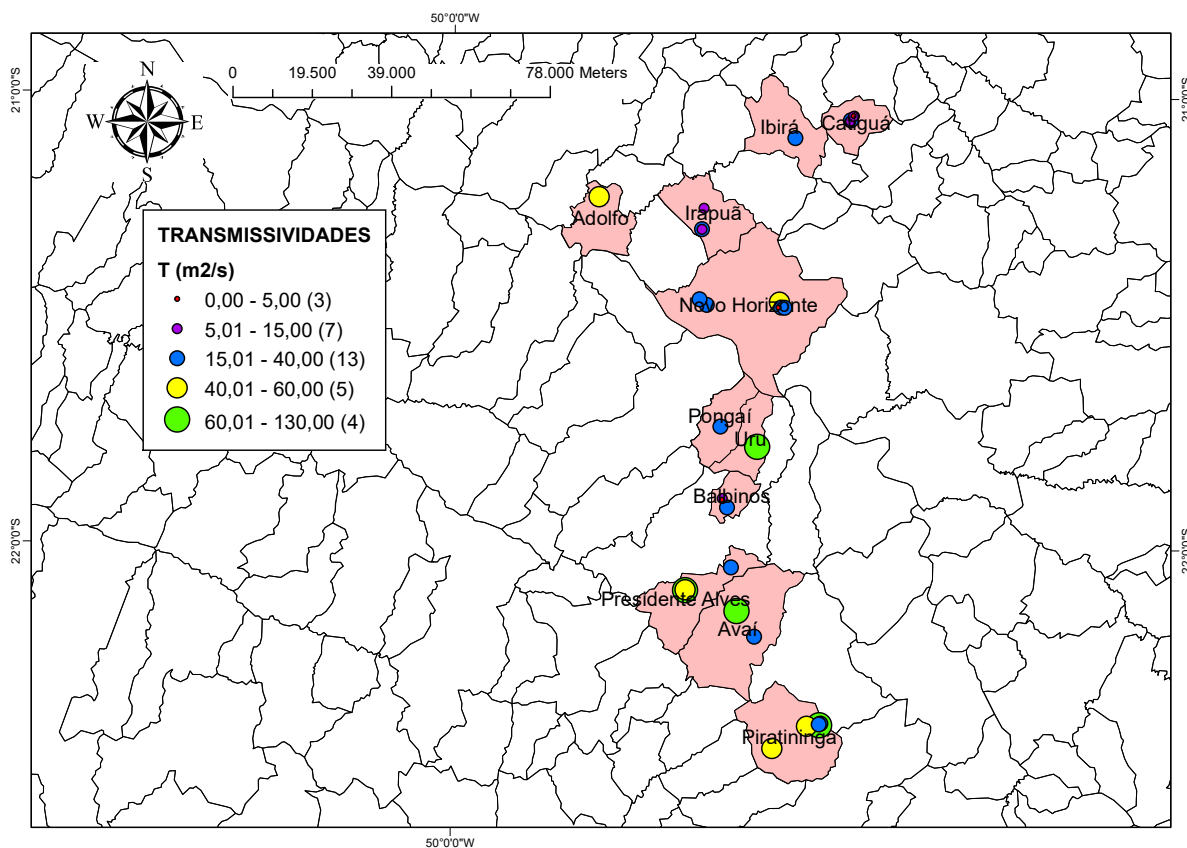 50°0'0"W
0 19.500 39.000 78.000 Meters
21°0'0"S
21°0'0"S
N
W E
S
Ibirá
Catiguá
Adolfo
Irapuã
TRANSMISSIVIDADES
T (m2/s)
0,00 - 5,00 (3)
5,01 - 15,00 (7)
15,01 - 40,00 (13)
40,01 - 60,00 (5)
60,01 - 130,00 (4)
Novo Horizonte
Pongaí
Uru
Balbinos
22°0'0"S
22°0'0"S
Presidente Alves
Avaí
Piratininga
50°0'0"W